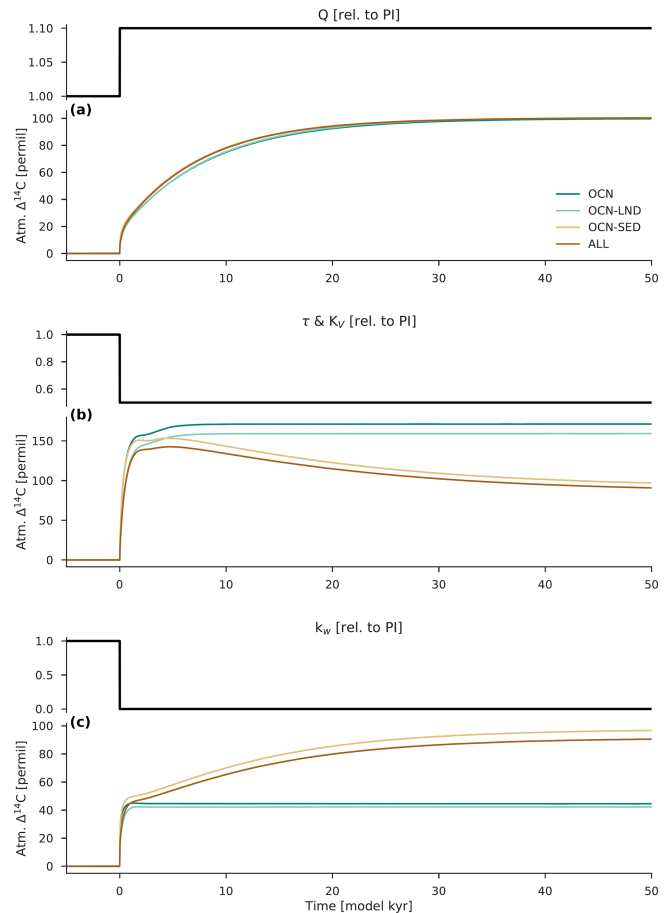 Q [rel. to PI]
1.10
1.05
1.00
(a)
100
80
60
40
20
0
Atm. Δ¹⁴C [permil]
OCN
OCN-LND
OCN-SED
ALL
0 10 20 30 40 50
τ & K_V [rel. to PI]
1.0
0.8
0.6
(b)
150
100
50
0
Atm. Δ¹⁴C [permil]
0 10 20 30 40 50
k_w [rel. to PI]
1.0
0.5
0.0
(c)
100
80
60
40
20
0
Atm. Δ¹⁴C [permil]
0 10 20 30 40 50
Time [model kyr]